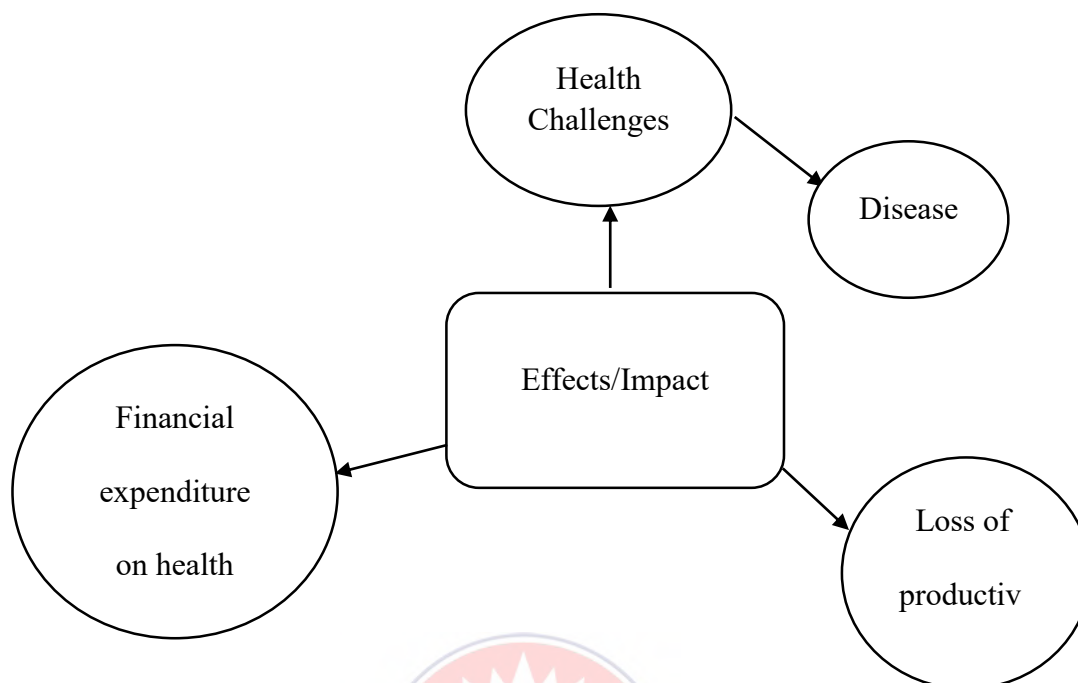 Health
Challenges
Disease
Effects/Impact
Financial
expenditure
on health
Loss of
productiv